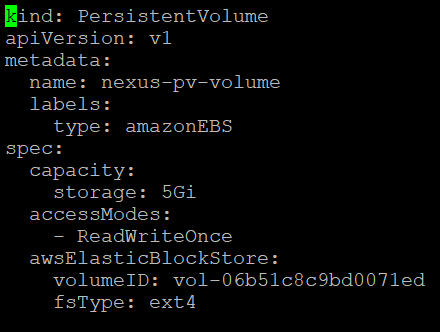 kind: PersistentVolume
apiVersion: v1
metadata:
  name: nexus-pv-volume
  labels:
    type: amazonEBS
spec:
  capacity:
    storage: 5Gi
  accessModes:
    - ReadWriteOnce
  awsElasticBlockStore:
    volumeID: vol-06b51c8c9bd0071ed
    fsType: ext4